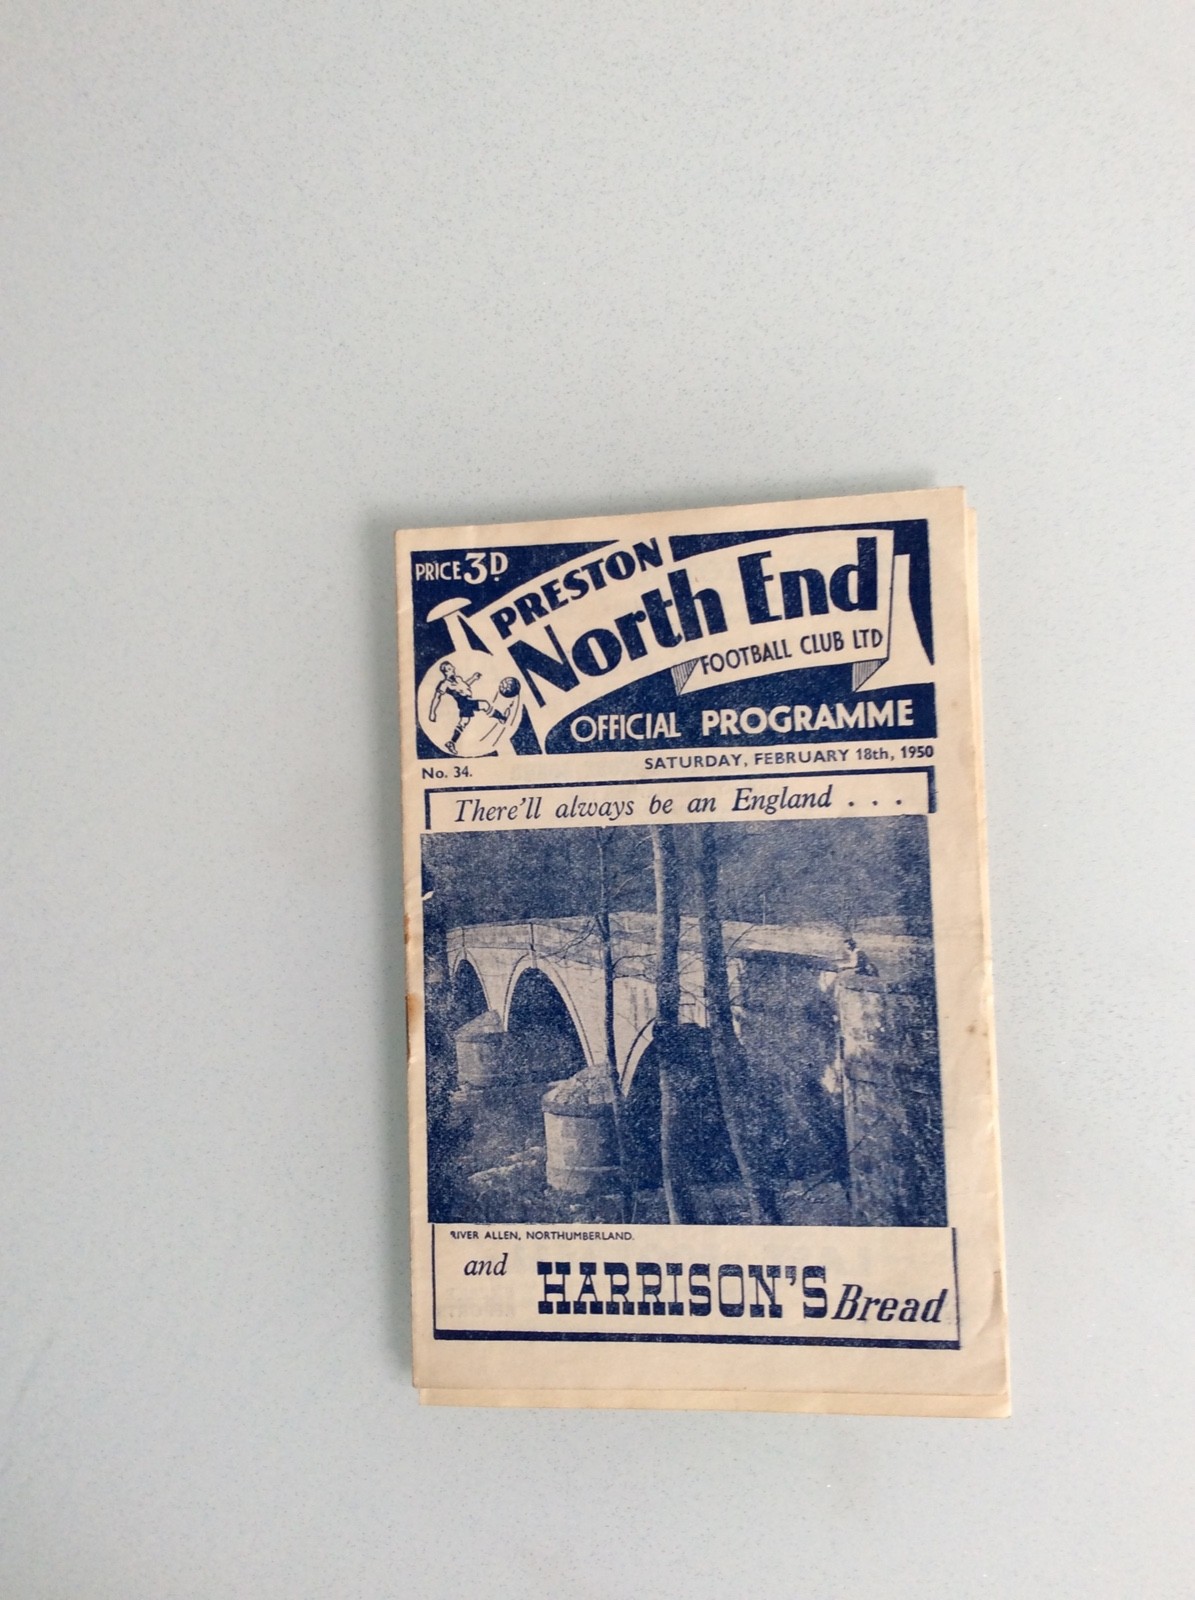 PRICE 3D.
PRESTON
North End
FOOTBALL CLUB LTD
OFFICIAL PROGRAMME
No. 34.
SATURDAY, FEBRUARY 18th, 1950
There'll always be an England . . .
RIVER ALLEN, NORTHUMBERLAND.
and HARRISON'S Bread